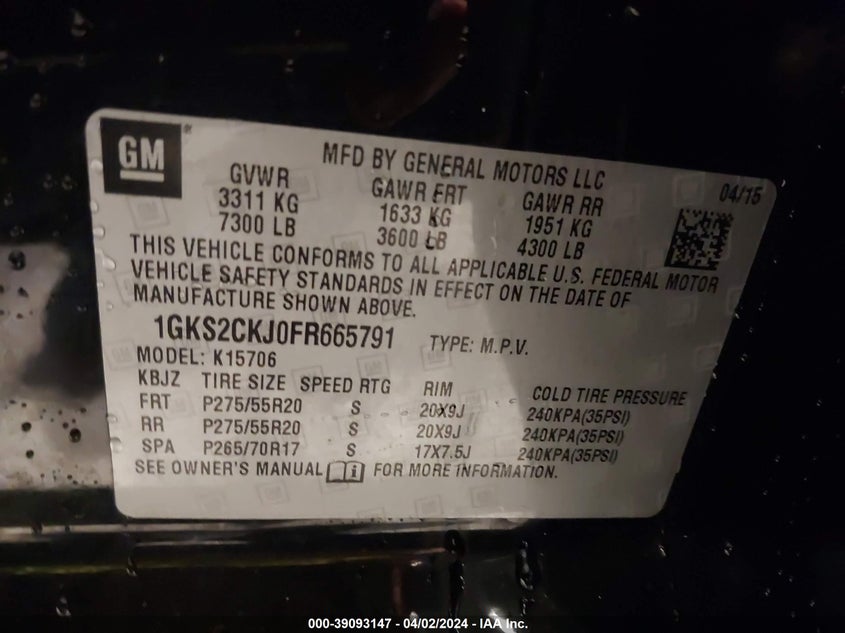 GM
MFD BY GENERAL MOTORS LLC
04/15
GVWR GAWR FRT GAWR RR
3311 KG 1633 KG 1951 KG
7300 LB 3600 LB 4300 LB
THIS VEHICLE CONFORMS TO ALL APPLICABLE U.S. FEDERAL MOTOR
VEHICLE SAFETY STANDARDS IN EFFECT ON THE DATE OF
MANUFACTURE SHOWN ABOVE.
1GKS2CKJ0FR665791 TYPE: M.P.V.
MODEL: K15706
KBJZ TIRE SIZE SPEED RTG RIM COLD TIRE PRESSURE
FRT P275/55R20 S 20X9J 240KPA(35PSI)
RR P275/55R20 S 20X9J 240KPA(35PSI)
SPA P265/70R17 S 17X7.5J 240KPA(35PSI)
SEE OWNER'S MANUAL FOR MORE INFORMATION.
000-39093147 - 04/02/2024 - IAA Inc.